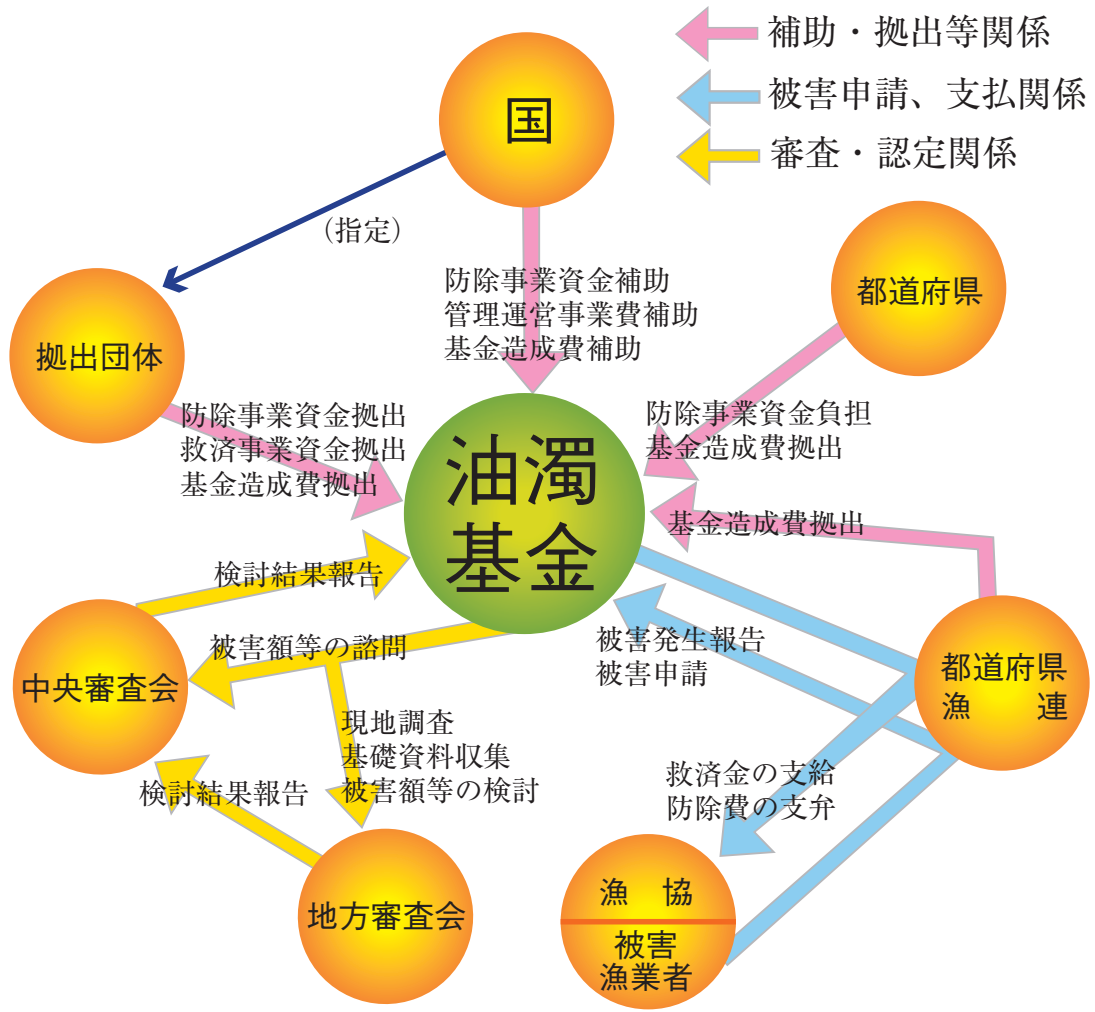 補助・拠出等関係
被害申請、支払関係
審査・認定関係
国
（指定）
防除事業資金補助
管理運営事業費補助
基金造成費補助
都道府県
拠出団体
防除事業資金拠出
救済事業資金拠出
基金造成費拠出
防除事業資金負担
基金造成費拠出
油濁
基金
基金造成費拠出
検討結果報告
被害額等の諮問
中央審査会
被害発生報告
被害申請
都道府県
漁　連
現地調査
基礎資料収集
被害額等の検討
検討結果報告
救済金の支給
防除費の支弁
地方審査会
漁　協
被害
漁業者